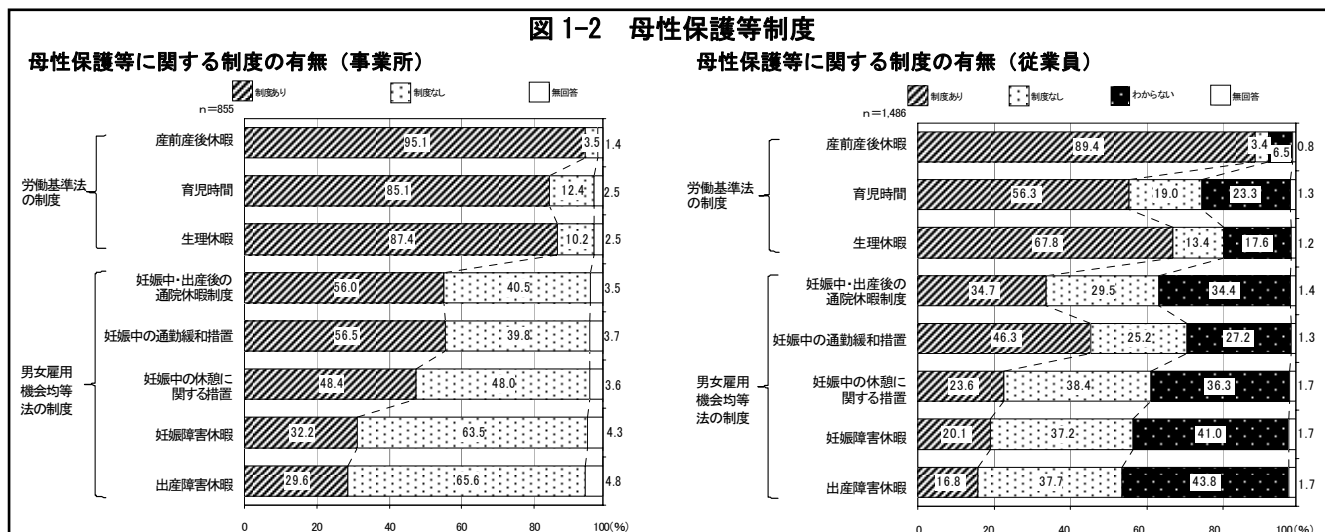 図 1-2　母性保護等制度
母性保護等に関する制度の有無（事業所）
制度あり 制度なし 無回答
n=855
労働基準法
の制度
産前産後休暇 95.1 3.5 1.4
育児時間 85.1 12.4 2.5
生理休暇 87.4 10.2 2.5
男女雇用
機会均等
法の制度
妊娠中・出産後の
通院休暇制度 56.0 40.5 3.5
妊娠中の通勤緩和措置 56.5 39.8 3.7
妊娠中の休憩に
関する措置 48.4 48.0 3.6
妊娠障害休暇 32.2 63.5 4.3
出産障害休暇 29.6 65.6 4.8
0 20 40 60 80 100(%)
母性保護等に関する制度の有無（従業員）
制度あり 制度なし わからない 無回答
n=1,486
労働基準法
の制度
産前産後休暇 89.4 3.4 6.5 0.8
育児時間 56.3 19.0 23.3 1.3
生理休暇 67.8 13.4 17.6 1.2
男女雇用
機会均等
法の制度
妊娠中・出産後の
通院休暇制度 34.7 29.5 34.4 1.4
妊娠中の通勤緩和措置 46.3 25.2 27.2 1.3
妊娠中の休憩に
関する措置 23.6 38.4 36.3 1.7
妊娠障害休暇 20.1 37.2 41.0 1.7
出産障害休暇 16.8 37.7 43.8 1.7
0 20 40 60 80 100(%)